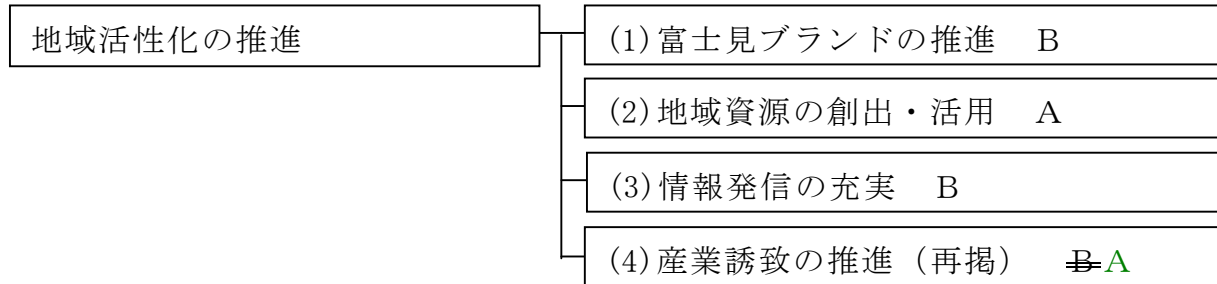 地域活性化の推進
(1)富士見ブランドの推進　B
(2)地域資源の創出・活用　A
(3)情報発信の充実　B
(4)産業誘致の推進（再掲）　B A